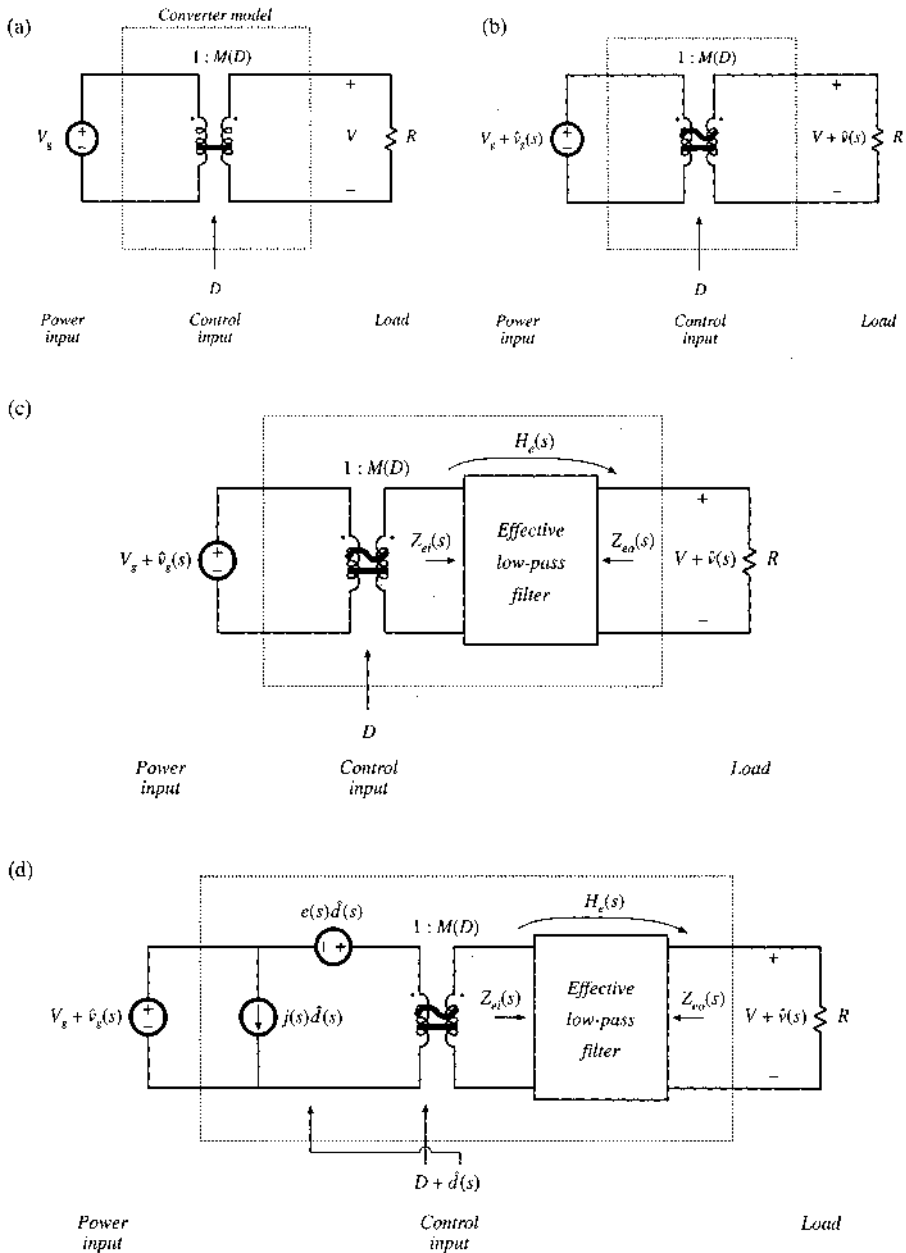 (a)
Converter model
1 : M(D)
V_g
+
−
+
V
−
R
D
Power input
Control input
Load
(b)
1 : M(D)
V_g + v̂_g(s)
+
−
+
V + v̂(s)
−
R
D
Power input
Control input
Load
(c)
H_e(s)
1 : M(D)
V_g + v̂_g(s)
+
−
Z_ei(s)
Effective
low-pass
filter
Z_eo(s)
+
V + v̂(s)
−
R
D
Power input
Control input
Load
(d)
e(s)d̂(s)
H_e(s)
1 : M(D)
V_g + v̂_g(s)
+
−
j(s)d̂(s)
Z_ei(s)
Effective
low-pass
filter
Z_eo(s)
+
V + v̂(s)
−
R
D + d̂(s)
Power input
Control input
Load